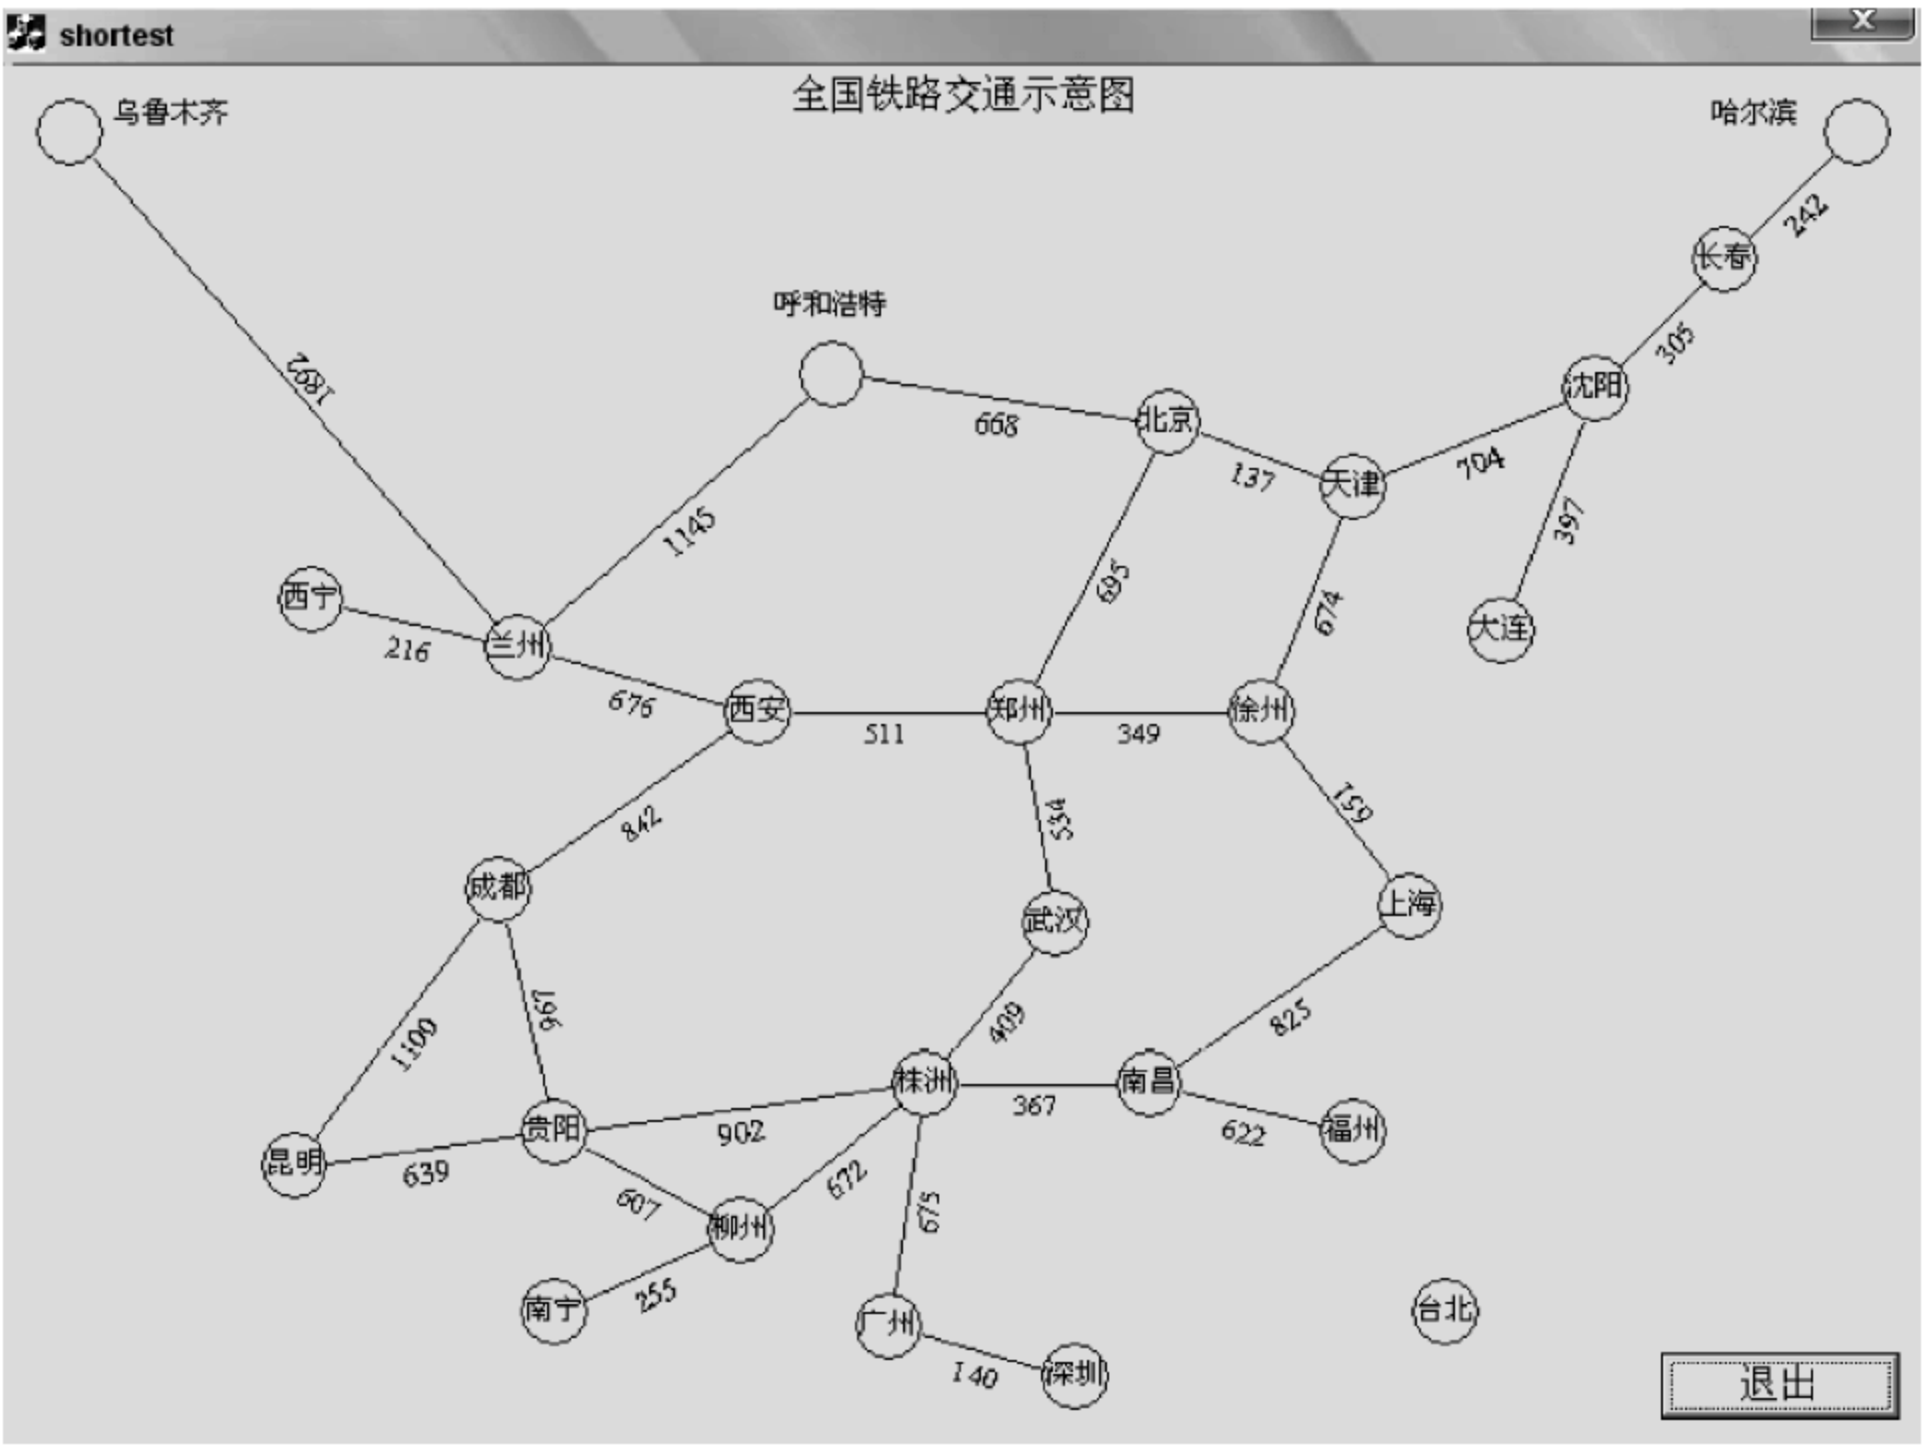 shortest
X
全国铁路交通示意图
乌鲁木齐
哈尔滨
242
长春
呼和浩特
305
1892
沈阳
668
北京
137
天津
704
1145
397
695
674
西宁
大连
216
兰州
676
西安
511
郑州
349
徐州
842
534
651
成都
武汉
上海
1100
967
409
825
株洲
367
南昌
贵阳
902
622
福州
昆明
639
607
672
675
柳州
南宁
255
广州
台北
140
深圳
退出